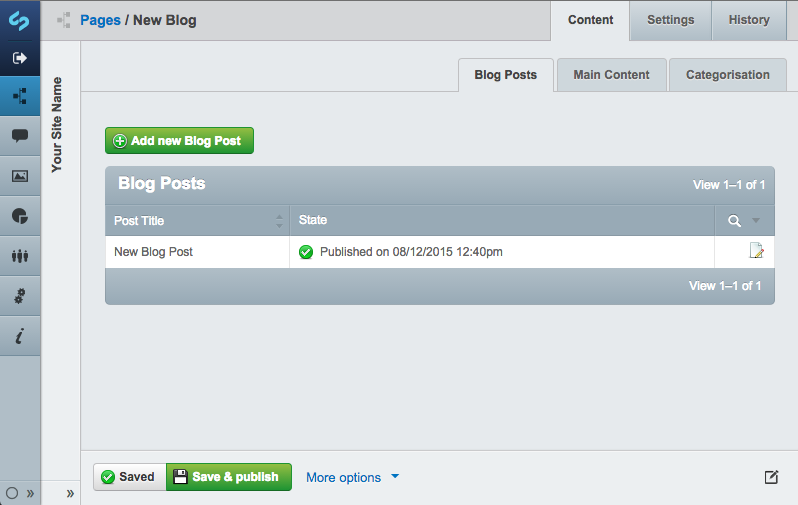 Pages / New Blog
Content
Settings
History
Your Site Name
Blog Posts
Main Content
Categorisation
Add new Blog Post
Blog Posts
View 1–1 of 1
Post Title
State
New Blog Post
Published on 08/12/2015 12:40pm
View 1–1 of 1
Saved
Save & publish
More options
»
»